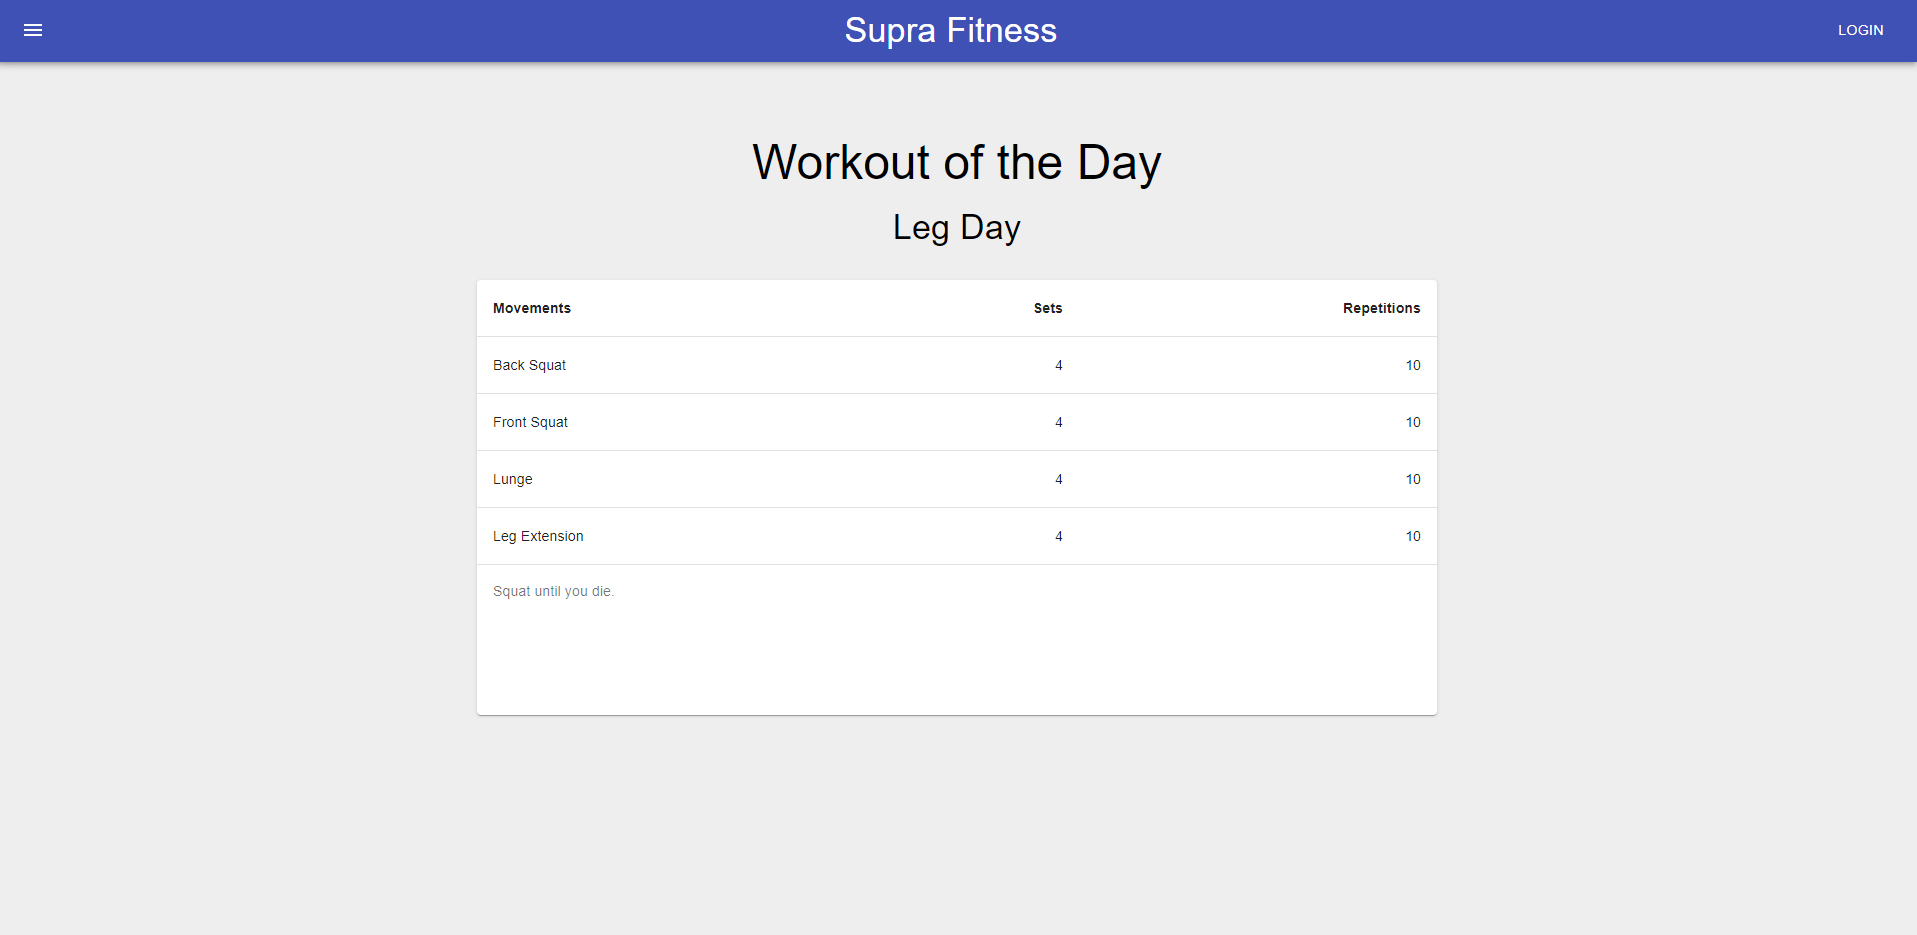 Supra Fitness LOGIN
Workout of the Day
Leg Day
Movements Sets Repetitions
Back Squat 4 10
Front Squat 4 10
Lunge 4 10
Leg Extension 4 10
Squat until you die.